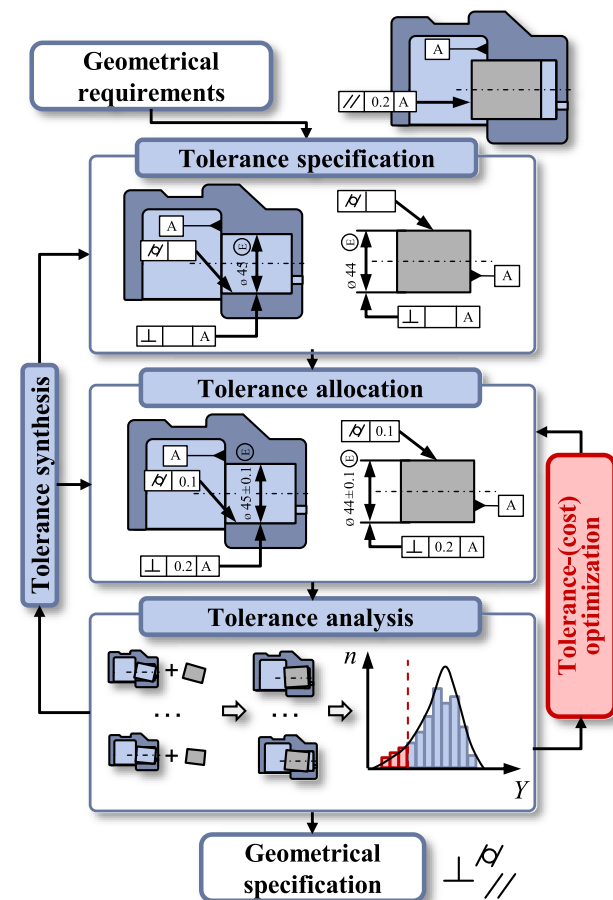 Geometrical
requirements
A
// 0.2 A
Tolerance specification
A
⌭
ø 45 Ⓔ
⊥ A
⌭
ø 44 Ⓔ
A
⊥ A
Tolerance synthesis
Tolerance allocation
A
⌭ 0.1
ø 45±0.1 Ⓔ
⊥ 0.2 A
⌭ 0.1
ø 44±0.1 Ⓔ
A
⊥ 0.2 A
Tolerance-(cost)
optimization
Tolerance analysis
+
...
+
...
n
Y
Geometrical
specification
⊥ ⌭ //